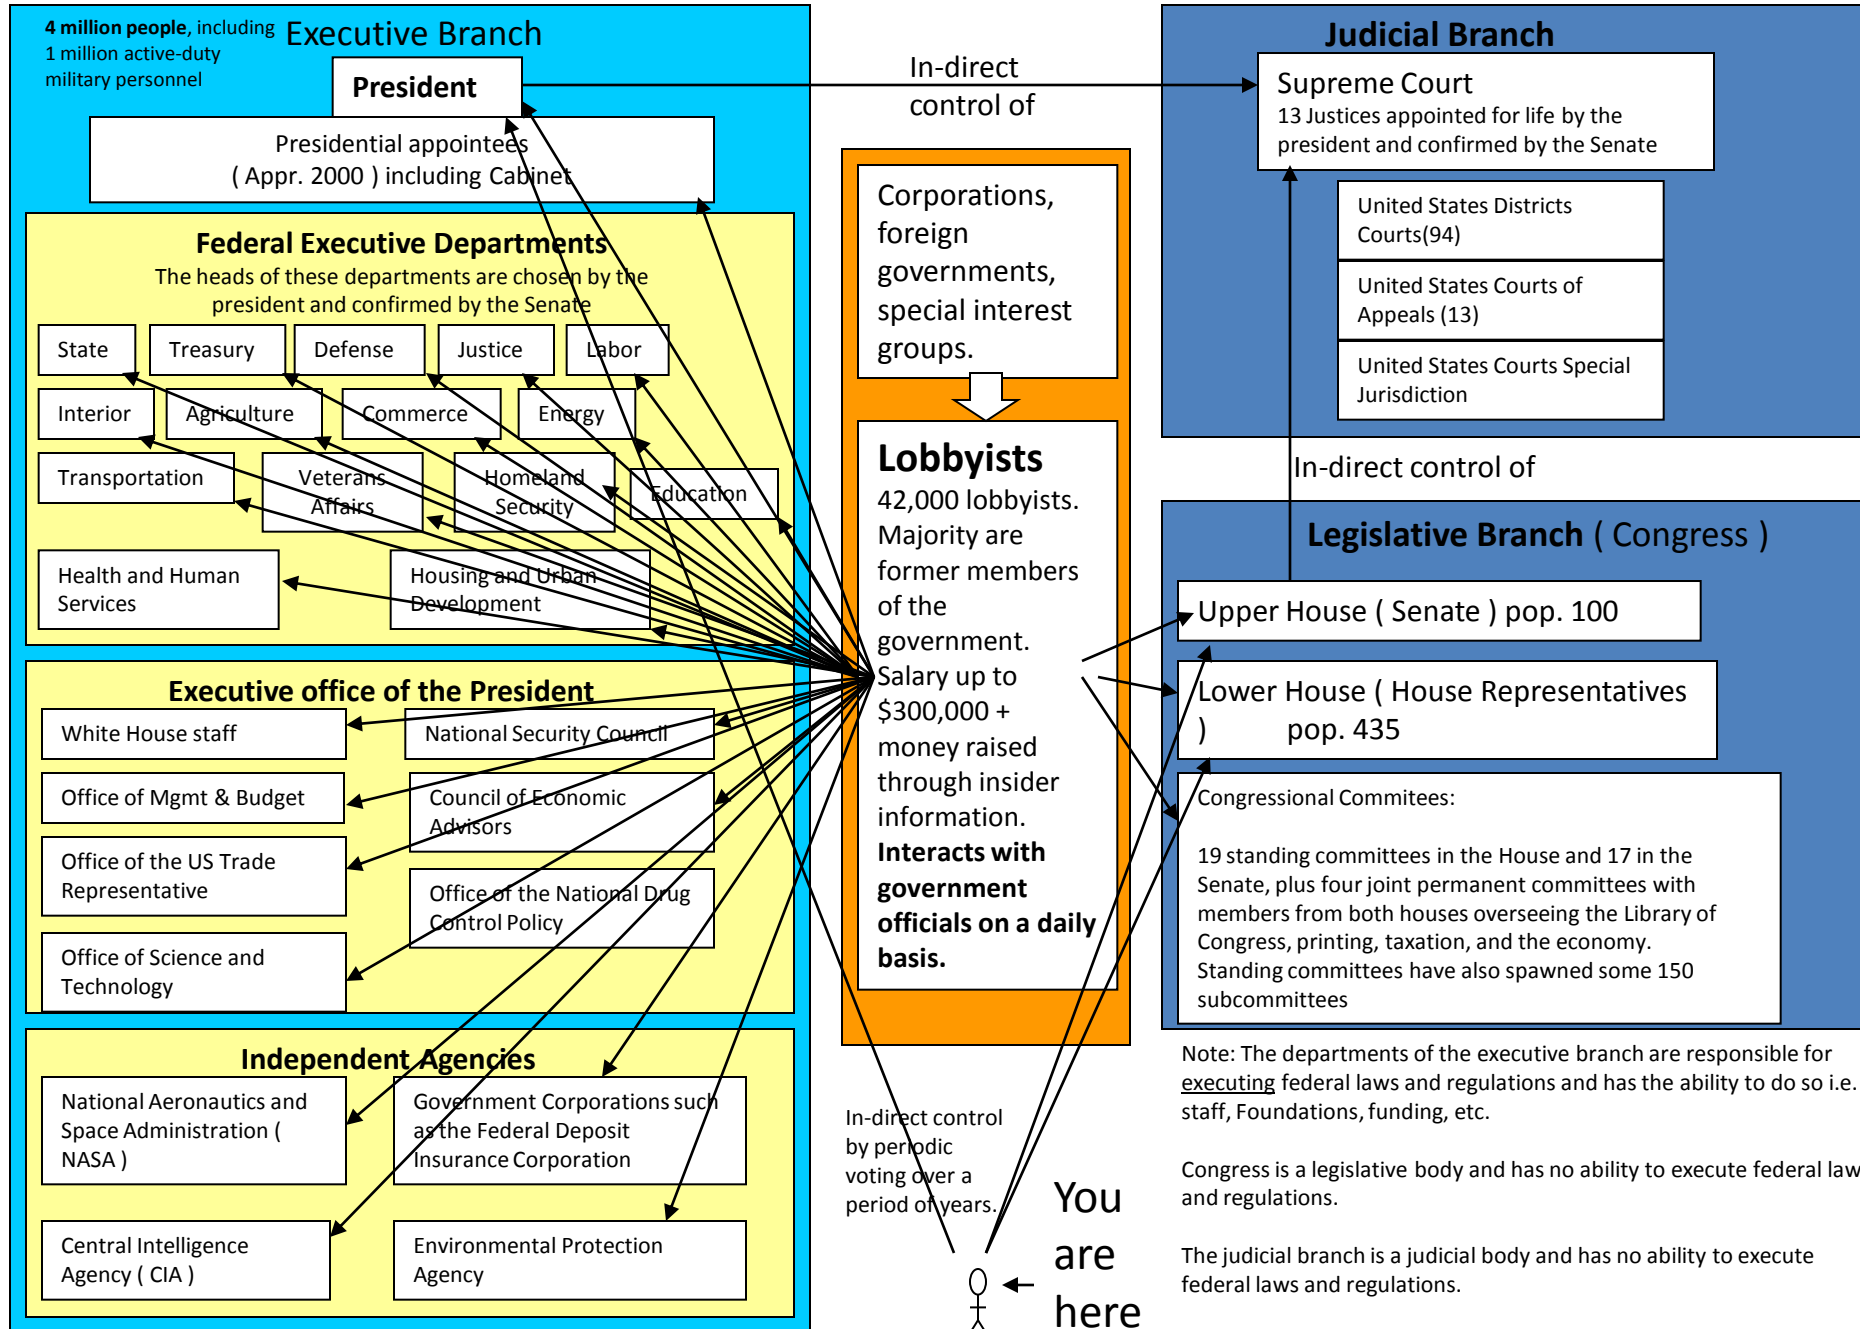 4 million people, including
1 million active-duty
military personnel
Executive Branch
President
Presidential appointees
( Appr. 2000 ) including Cabinet
Federal Executive Departments
The heads of these departments are chosen by the
president and confirmed by the Senate
State
Treasury
Defense
Justice
Labor
Interior
Agriculture
Commerce
Energy
Transportation
Veterans
Affairs
Homeland
Security
Education
Health and Human
Services
Housing and Urban
Development
Executive office of the President
White House staff
National Security Council
Office of Mgmt & Budget
Council of Economic
Advisors
Office of the US Trade
Representative
Office of the National Drug
Control Policy
Office of Science and
Technology
Independent Agencies
National Aeronautics and
Space Administration (
NASA )
Government Corporations such
as the Federal Deposit
Insurance Corporation
Central Intelligence
Agency ( CIA )
Environmental Protection
Agency
In-direct
control of
Corporations,
foreign
governments,
special interest
groups.
Lobbyists
42,000 lobbyists.
Majority are
former members
of the
government.
Salary up to
$300,000 +
money raised
through insider
information.
Interacts with
government
officials on a daily
basis.
In-direct control
by periodic
voting over a
period of years.
You
are
here
Judicial Branch
Supreme Court
13 Justices appointed for life by the
president and confirmed by the Senate
United States Districts
Courts(94)
United States Courts of
Appeals (13)
United States Courts Special
Jurisdiction
In-direct control of
Legislative Branch ( Congress )
Upper House ( Senate ) pop. 100
Lower House ( House Representatives
) pop. 435
Congressional Commitees:
19 standing committees in the House and 17 in the
Senate, plus four joint permanent committees with
members from both houses overseeing the Library of
Congress, printing, taxation, and the economy.
Standing committees have also spawned some 150
subcommittees
Note: The departments of the executive branch are responsible for
executing federal laws and regulations and has the ability to do so i.e.
staff, Foundations, funding, etc.
Congress is a legislative body and has no ability to execute federal law
and regulations.
The judicial branch is a judicial body and has no ability to execute
federal laws and regulations.